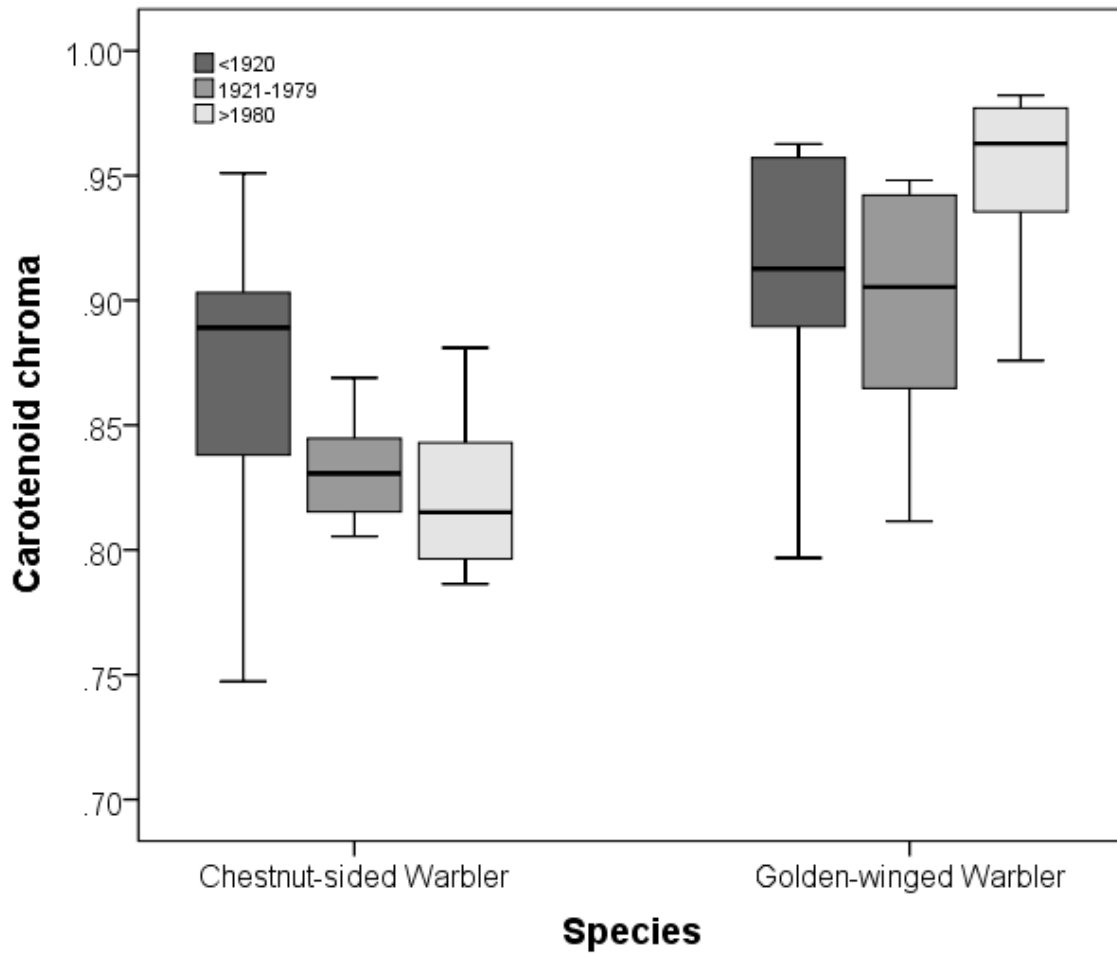 1.00
<1920
1921-1979
>1980
.95
.90
.85
.80
.75
.70
Carotenoid chroma
Chestnut-sided Warbler
Golden-winged Warbler
Species